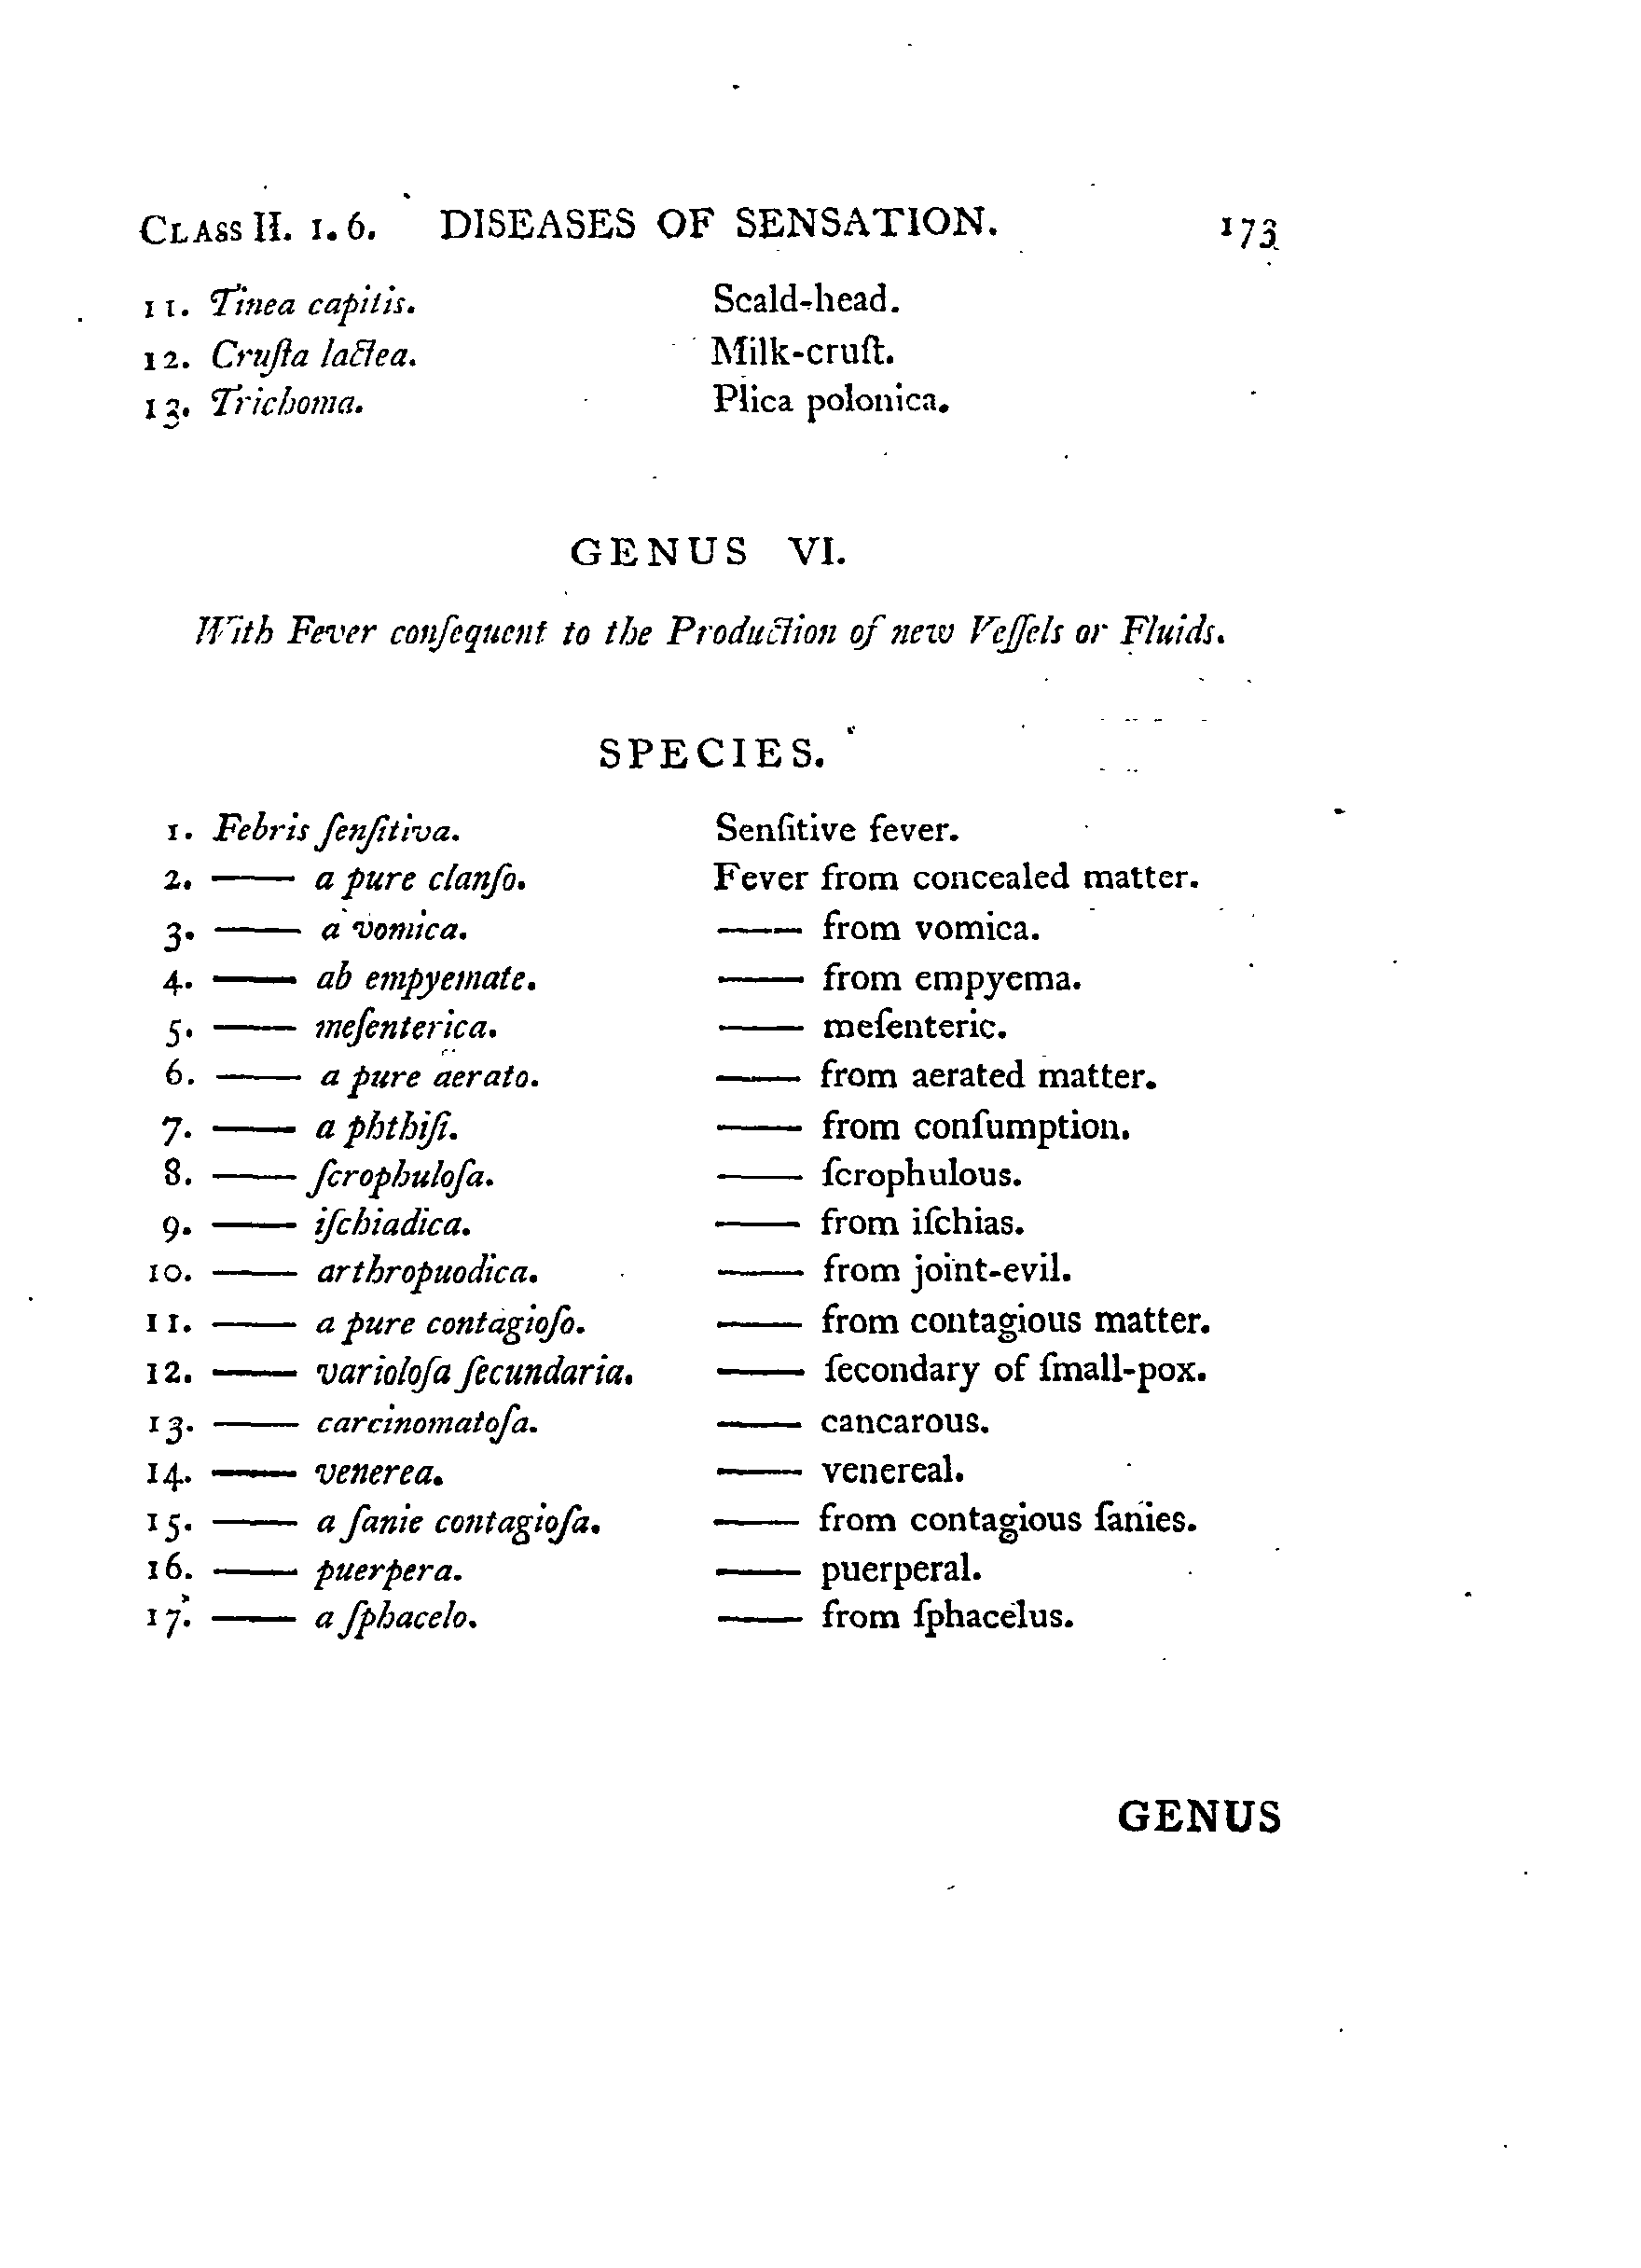 CLASS II. 1. 6. DISEASES OF SENSATION. 173
11. Tinea capitis. Scald-head.
12. Cruſta lactea. Milk-cruſt.
13. Trichoma. Plica polonica.
GENUS VI.
With Fever conſequent to the Production of new Veſſels or Fluids.
SPECIES.
1. Febris ſenſitiva. Senſitive fever.
2. —— a pure clanſo. Fever from concealed matter.
3. —— a vomica. —— from vomica.
4. —— ab empyemate. —— from empyema.
5. —— meſenterica. —— meſenteric.
6. —— a pure aerato. —— from aerated matter.
7. —— a phthiſi. —— from conſumption.
8. —— ſcrophuloſa. —— ſcrophulous.
9. —— iſchiadica. —— from iſchias.
10. —— arthropuodica. —— from joint-evil.
11. —— a pure contagioſo. —— from contagious matter.
12. —— varioloſa ſecundaria. —— ſecondary of ſmall-pox.
13. —— carcinomatoſa. —— cancarous.
14. —— venerea. —— venereal.
15. —— a ſanie contagioſa. —— from contagious ſanies.
16. —— puerpera. —— puerperal.
17. —— a ſphacelo. —— from ſphacelus.
GENUS